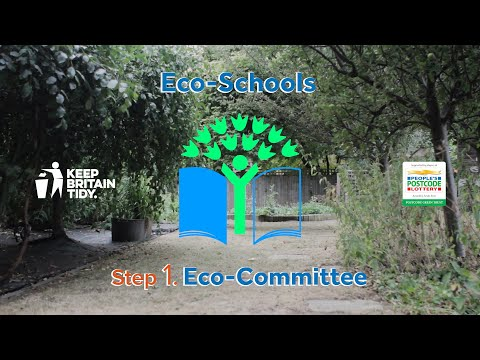 Eco-Schools
KEEP
BRITAIN
TIDY.
PEOPLE'S
POSTCODE
LOTTERY
Step 1. Eco-Committee